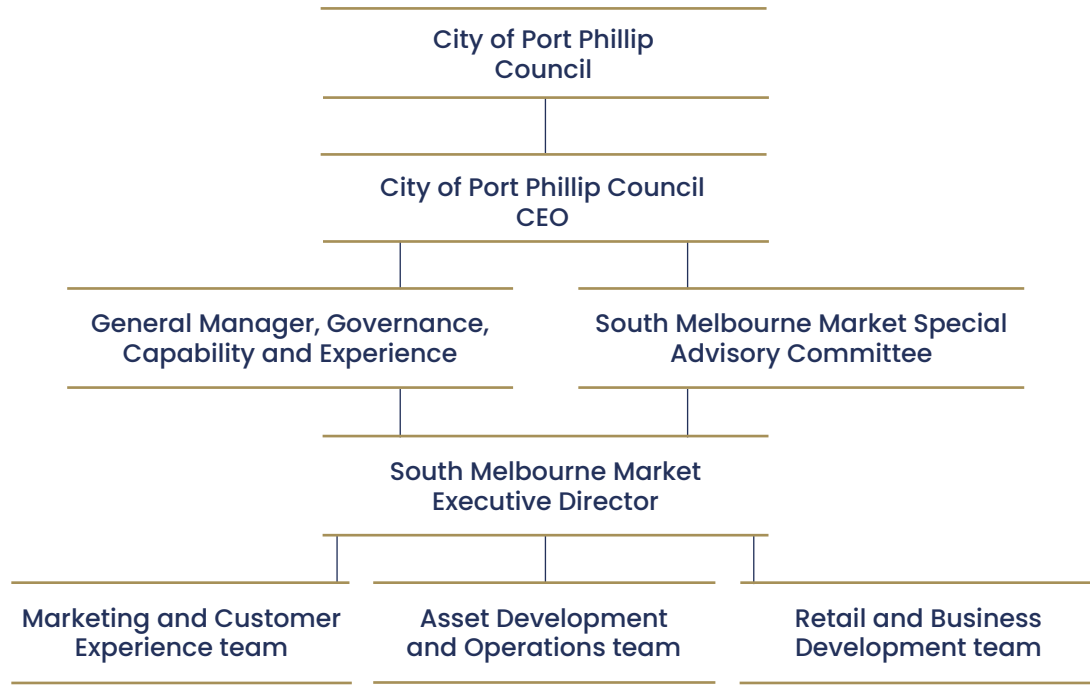 City of Port Phillip
Council
City of Port Phillip Council
CEO
General Manager, Governance,
Capability and Experience
South Melbourne Market Special
Advisory Committee
South Melbourne Market
Executive Director
Marketing and Customer
Experience team
Asset Development
and Operations team
Retail and Business
Development team